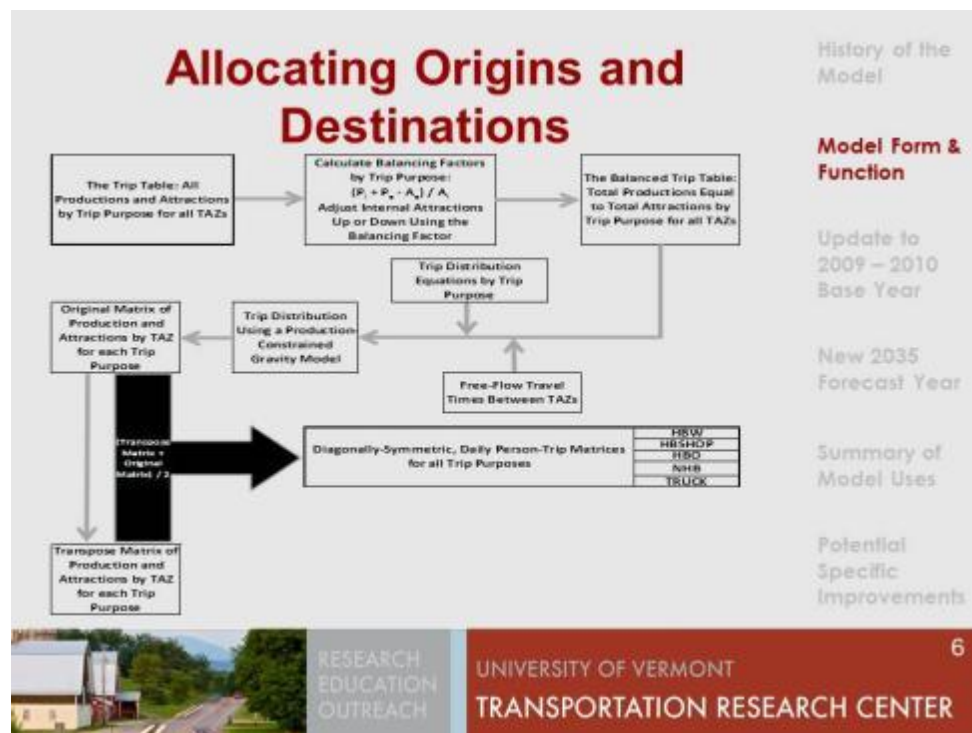 Allocating Origins and
Destinations
The Trip Table: All
Productions and Attractions
by Trip Purpose for all TAZs
Calculate Balancing Factors
by Trip Purpose:
(Pi + Pe - Ae) / Ai
Adjust Internal Attractions
Up or Down Using the
Balancing Factor
The Balanced Trip Table:
Total Productions Equal
to Total Attractions by
Trip Purpose for all TAZs
Trip Distribution
Equations by Trip
Purpose
Original Matrix of
Production and
Attractions by TAZ
for each Trip
Purpose
Trip Distribution
Using a Production-
Constrained
Gravity Model
Free-Flow Travel
Times Between TAZs
(Transpose
Matrix +
Original
Matrix) / 2
Diagonally-Symmetric, Daily Person-Trip Matrices
for all Trip Purposes
HBW
HBSHOP
HBO
NHB
TRUCK
Transpose Matrix of
Production and
Attractions by TAZ
for each Trip
Purpose
History of the
Model
Model Form &
Function
Update to
2009 – 2010
Base Year
New 2035
Forecast Year
Summary of
Model Uses
Potential
Specific
Improvements
RESEARCH
EDUCATION
OUTREACH
UNIVERSITY OF VERMONT
TRANSPORTATION RESEARCH CENTER
6